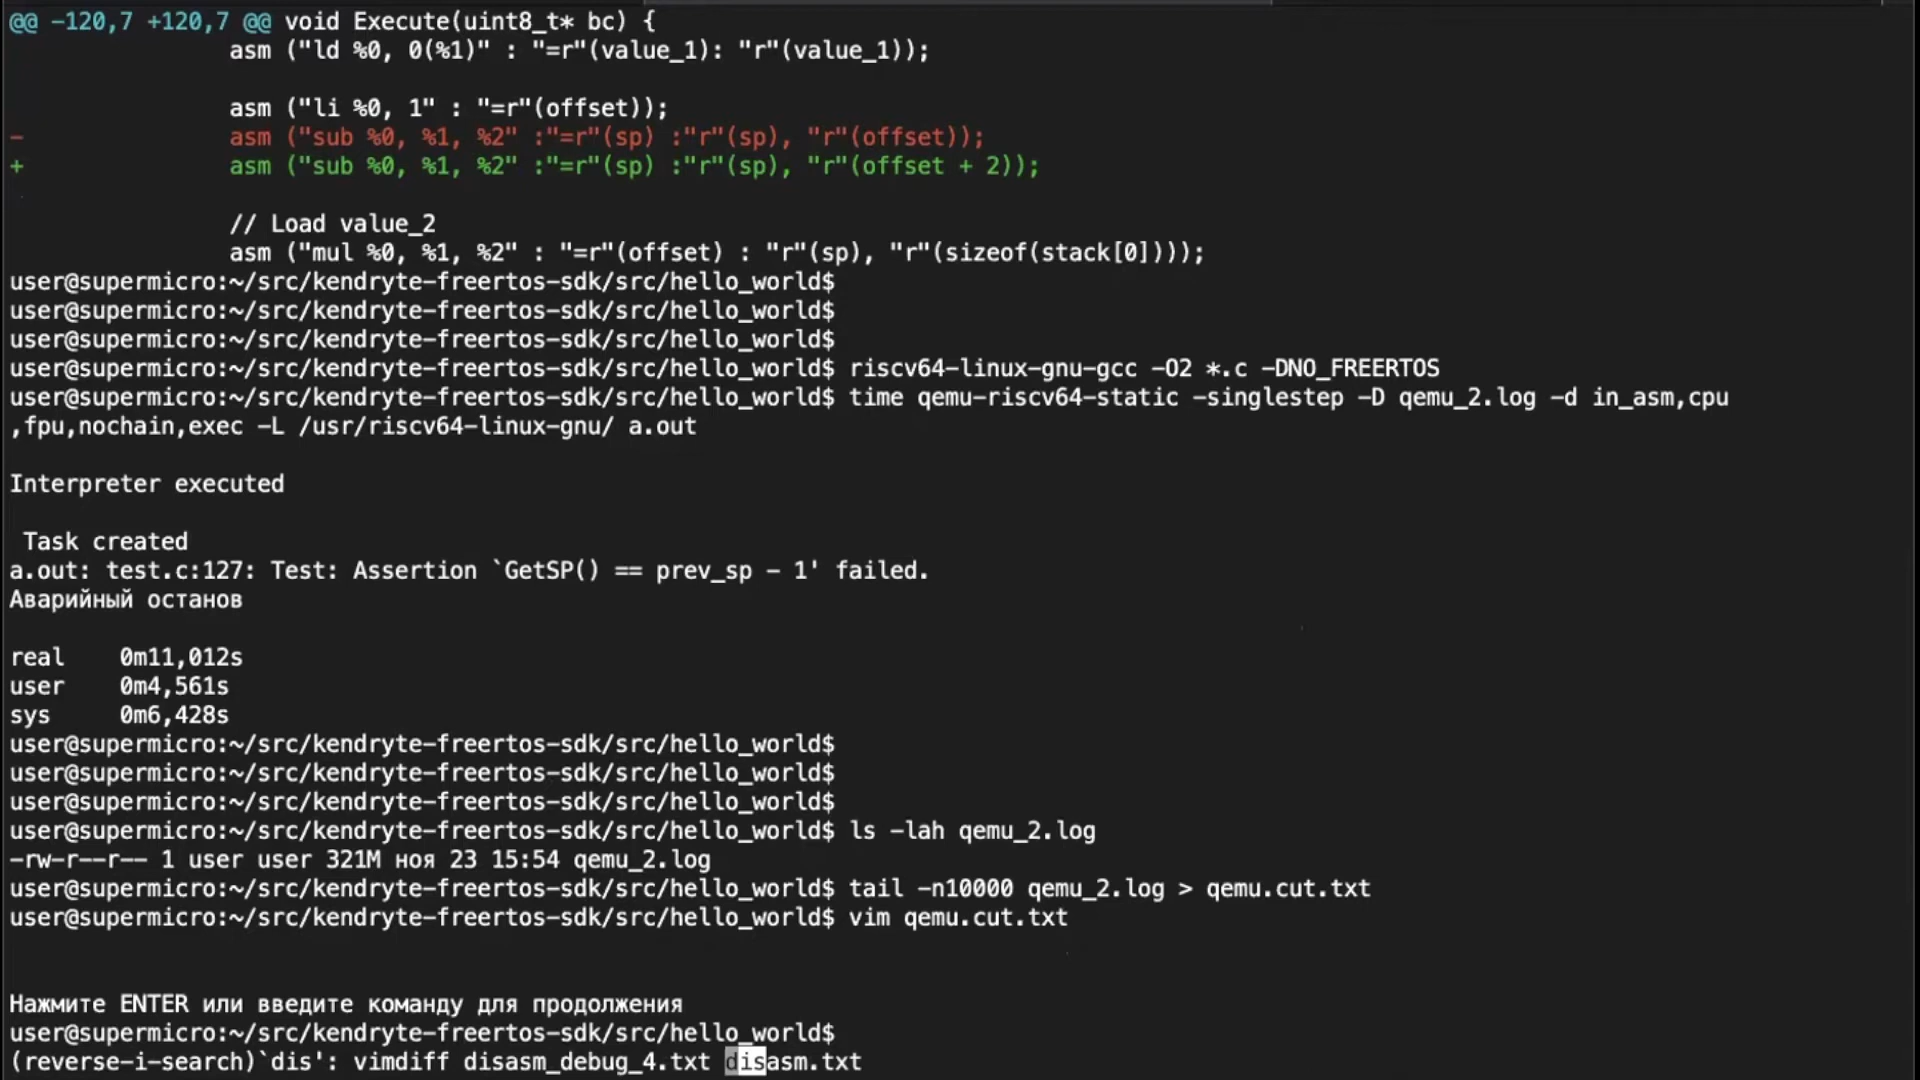 @@ -120,7 +120,7 @@ void Execute(uint8_t* bc) {
                asm ("ld %0, 0(%1)" : "=r"(value_1): "r"(value_1));
                asm ("li %0, 1" : "=r"(offset));
-               asm ("sub %0, %1, %2" :"=r"(sp) :"r"(sp), "r"(offset));
+               asm ("sub %0, %1, %2" :"=r"(sp) :"r"(sp), "r"(offset + 2));
                // Load value_2
                asm ("mul %0, %1, %2" : "=r"(offset) : "r"(sp), "r"(sizeof(stack[0])));
user@supermicro:~/src/kendryte-freertos-sdk/src/hello_world$
user@supermicro:~/src/kendryte-freertos-sdk/src/hello_world$
user@supermicro:~/src/kendryte-freertos-sdk/src/hello_world$
user@supermicro:~/src/kendryte-freertos-sdk/src/hello_world$ riscv64-linux-gnu-gcc -O2 *.c -DNO_FREERTOS
user@supermicro:~/src/kendryte-freertos-sdk/src/hello_world$ time qemu-riscv64-static -singlestep -D qemu_2.log -d in_asm,cpu
,fpu,nochain,exec -L /usr/riscv64-linux-gnu/ a.out
Interpreter executed
 Task created
a.out: test.c:127: Test: Assertion `GetSP() == prev_sp - 1' failed.
Аварийный останов
real    0m11,012s
user    0m4,561s
sys     0m6,428s
user@supermicro:~/src/kendryte-freertos-sdk/src/hello_world$
user@supermicro:~/src/kendryte-freertos-sdk/src/hello_world$
user@supermicro:~/src/kendryte-freertos-sdk/src/hello_world$
user@supermicro:~/src/kendryte-freertos-sdk/src/hello_world$ ls -lah qemu_2.log
-rw-r--r-- 1 user user 321M ноя 23 15:54 qemu_2.log
user@supermicro:~/src/kendryte-freertos-sdk/src/hello_world$ tail -n10000 qemu_2.log > qemu.cut.txt
user@supermicro:~/src/kendryte-freertos-sdk/src/hello_world$ vim qemu.cut.txt
Нажмите ENTER или введите команду для продолжения
user@supermicro:~/src/kendryte-freertos-sdk/src/hello_world$
(reverse-i-search)`dis': vimdiff disasm_debug_4.txt disasm.txt